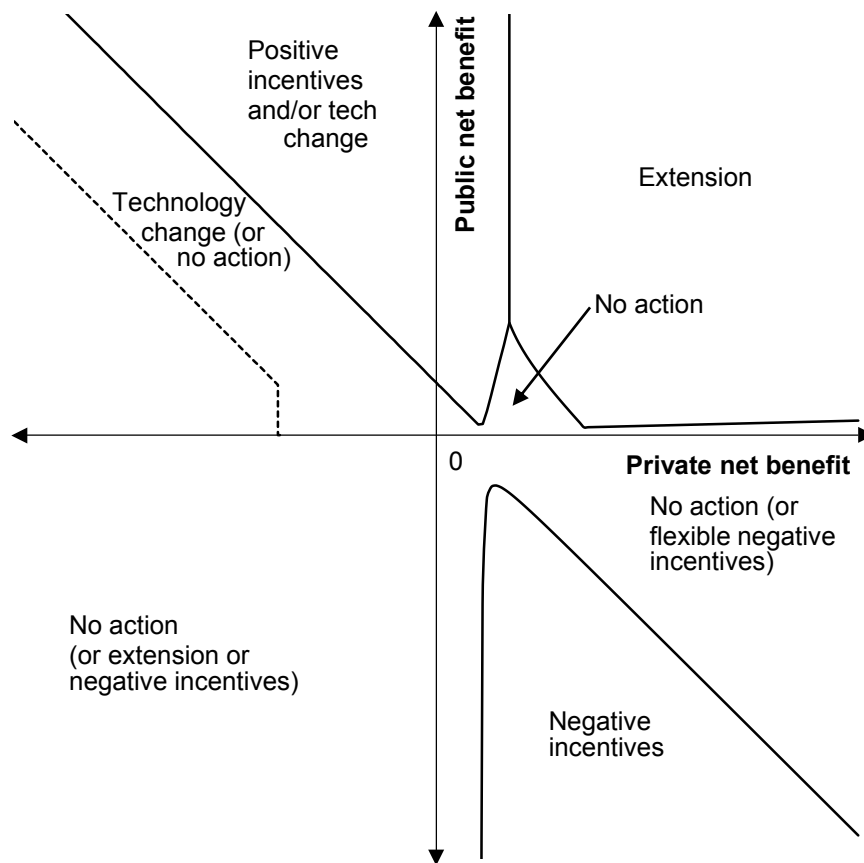 Positive
incentives
and/or tech
change
Public net benefit
Extension
Technology
change (or
no action)
No action
0
Private net benefit
No action (or
flexible negative
incentives)
No action
(or extension or
negative incentives)
Negative
incentives